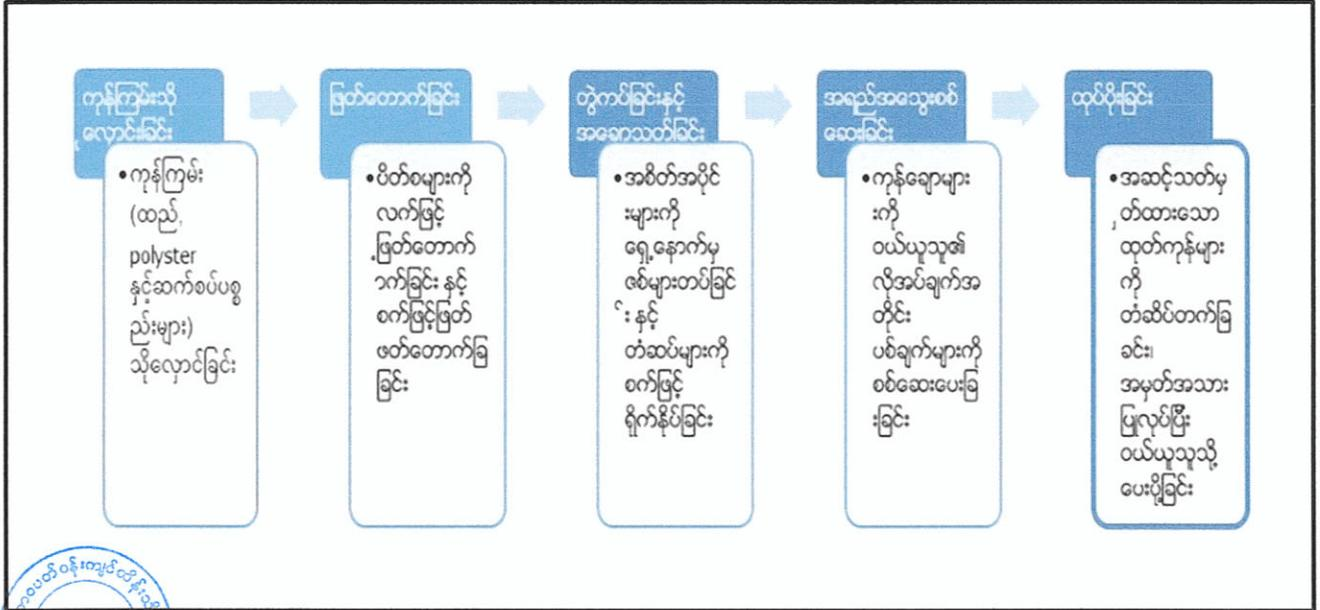 ကုန်ကြမ်းသို
ုလှောင်းခြင်း
ဖြတ်တောက်ခြင်း
တွဲကပ်ခြင်းနှင့်
အချောသတ်ခြင်း
အရည်အသွေးစစ်
ဆေးခြင်း
ထုပ်ပိုးခြင်း
•ကုန်ကြမ်း
(ထည်,
polyster
နှင့်ဆက်စပ်ပစ္စ
ည်းများ)
သိုလှောင်ခြင်း
•ပိတ်စများကို
လက်ဖြင့်
့ဖြတ်တောက်
ာက်ခြင်း နှင့်
စက်ဖြင့်ဖြတ်
ဖတ်တောက်ခြ
ခြင်း
•အစိတ်အပိုင်
းများကို
ရှေ့နောက်မှ
ဇစ်များတပ်ခြင်
်း နှင့်
တံဆပ်များကို
စက်ဖြင့်
ရိုက်နှိပ်ခြင်း
•ကုန်ချောများ
းကို
ဝယ်ယူသူ၏
လိုအပ်ချက်အ
တိုင်း
ပစ်ချက်များကို
စစ်ဆေးပေးခြ
းခြင်း
•အဆင့်သတ်မှ
ှတ်ထားသော
ထုတ်ကုန်များ
ကို
တံဆိပ်တက်ခြ
ခင်း၊
အမှတ်အသား
ပြုလုပ်ပြီး
ဝယ်ယူသူသို့
ပေးပို့ခြင်း